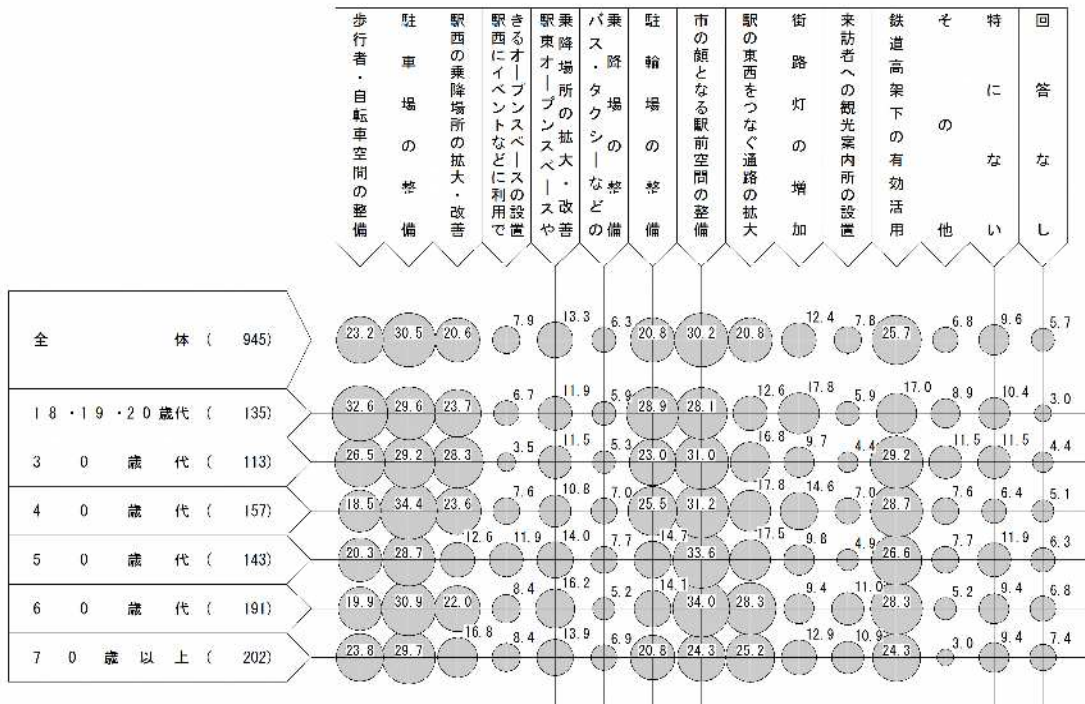 歩行者・自転車空間の整備
駐車場の整備
駅西の乗降場所の拡大・改善
駅西にイベントなどに利用で
きるオープンスペースの設置
駅東オープンスペースや
乗降場所の拡大・改善
バス・タクシーなどの
乗降場の整備
駐輪場の整備
市の顔となる駅前空間の整備
駅の東西をつなぐ通路の拡大
街路灯の増加
来訪者への観光案内所の設置
鉄道高架下の有効活用
その他
特にない
回答なし
全体 ( 945) 23.2 30.5 20.6 7.9 13.3 6.3 20.8 30.2 20.8 12.4 7.8 25.7 6.8 9.6 5.7
18・19・20歳代 ( 135) 32.6 29.6 23.7 6.7 11.9 5.9 28.9 28.1 12.6 17.8 5.9 17.0 8.9 10.4 3.0
30歳代 ( 113) 26.5 29.2 28.3 3.5 11.5 5.3 23.0 31.0 16.8 9.7 4.4 29.2 11.5 11.5 4.4
40歳代 ( 157) 18.5 34.4 23.6 7.6 10.8 7.0 25.5 31.2 17.8 14.6 7.0 28.7 7.6 6.4 5.1
50歳代 ( 143) 20.3 28.7 12.6 11.9 14.0 7.7 14.7 33.6 17.5 9.8 4.9 26.6 7.7 11.9 6.3
60歳代 ( 191) 19.9 30.9 22.0 8.4 16.2 5.2 14.1 34.0 28.3 9.4 11.0 28.3 5.2 9.4 6.8
70歳以上 ( 202) 23.8 29.7 16.8 8.4 13.9 6.9 20.8 24.3 25.2 12.9 10.9 24.3 3.0 9.4 7.4